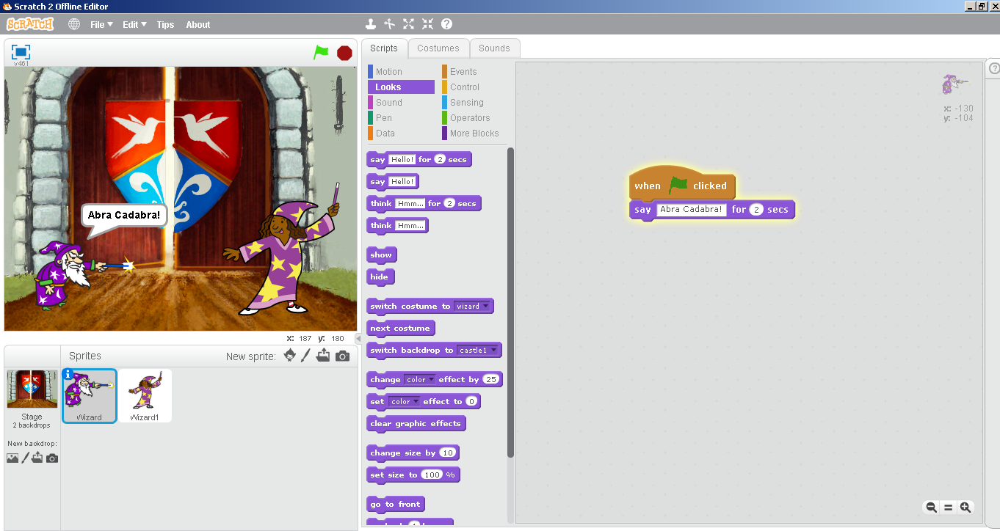 Scratch 2 Offline Editor
SCRATCH File Edit Tips About
v461
Abra Cadabra!
x: 187 y: 180
Sprites New sprite:
Stage
2 backdrops
New backdrop:
Wizard Wizard1
Scripts Costumes Sounds
Motion Events
Looks Control
Sound Sensing
Pen Operators
Data More Blocks
say Hello! for 2 secs
say Hello!
think Hmm... for 2 secs
think Hmm...
show
hide
switch costume to wizard
next costume
switch backdrop to castle1
change color effect by 25
set color effect to 0
clear graphic effects
change size by 10
set size to 100 %
go to front
when clicked
say Abra Cadabra! for 2 secs
x: -130
y: -104